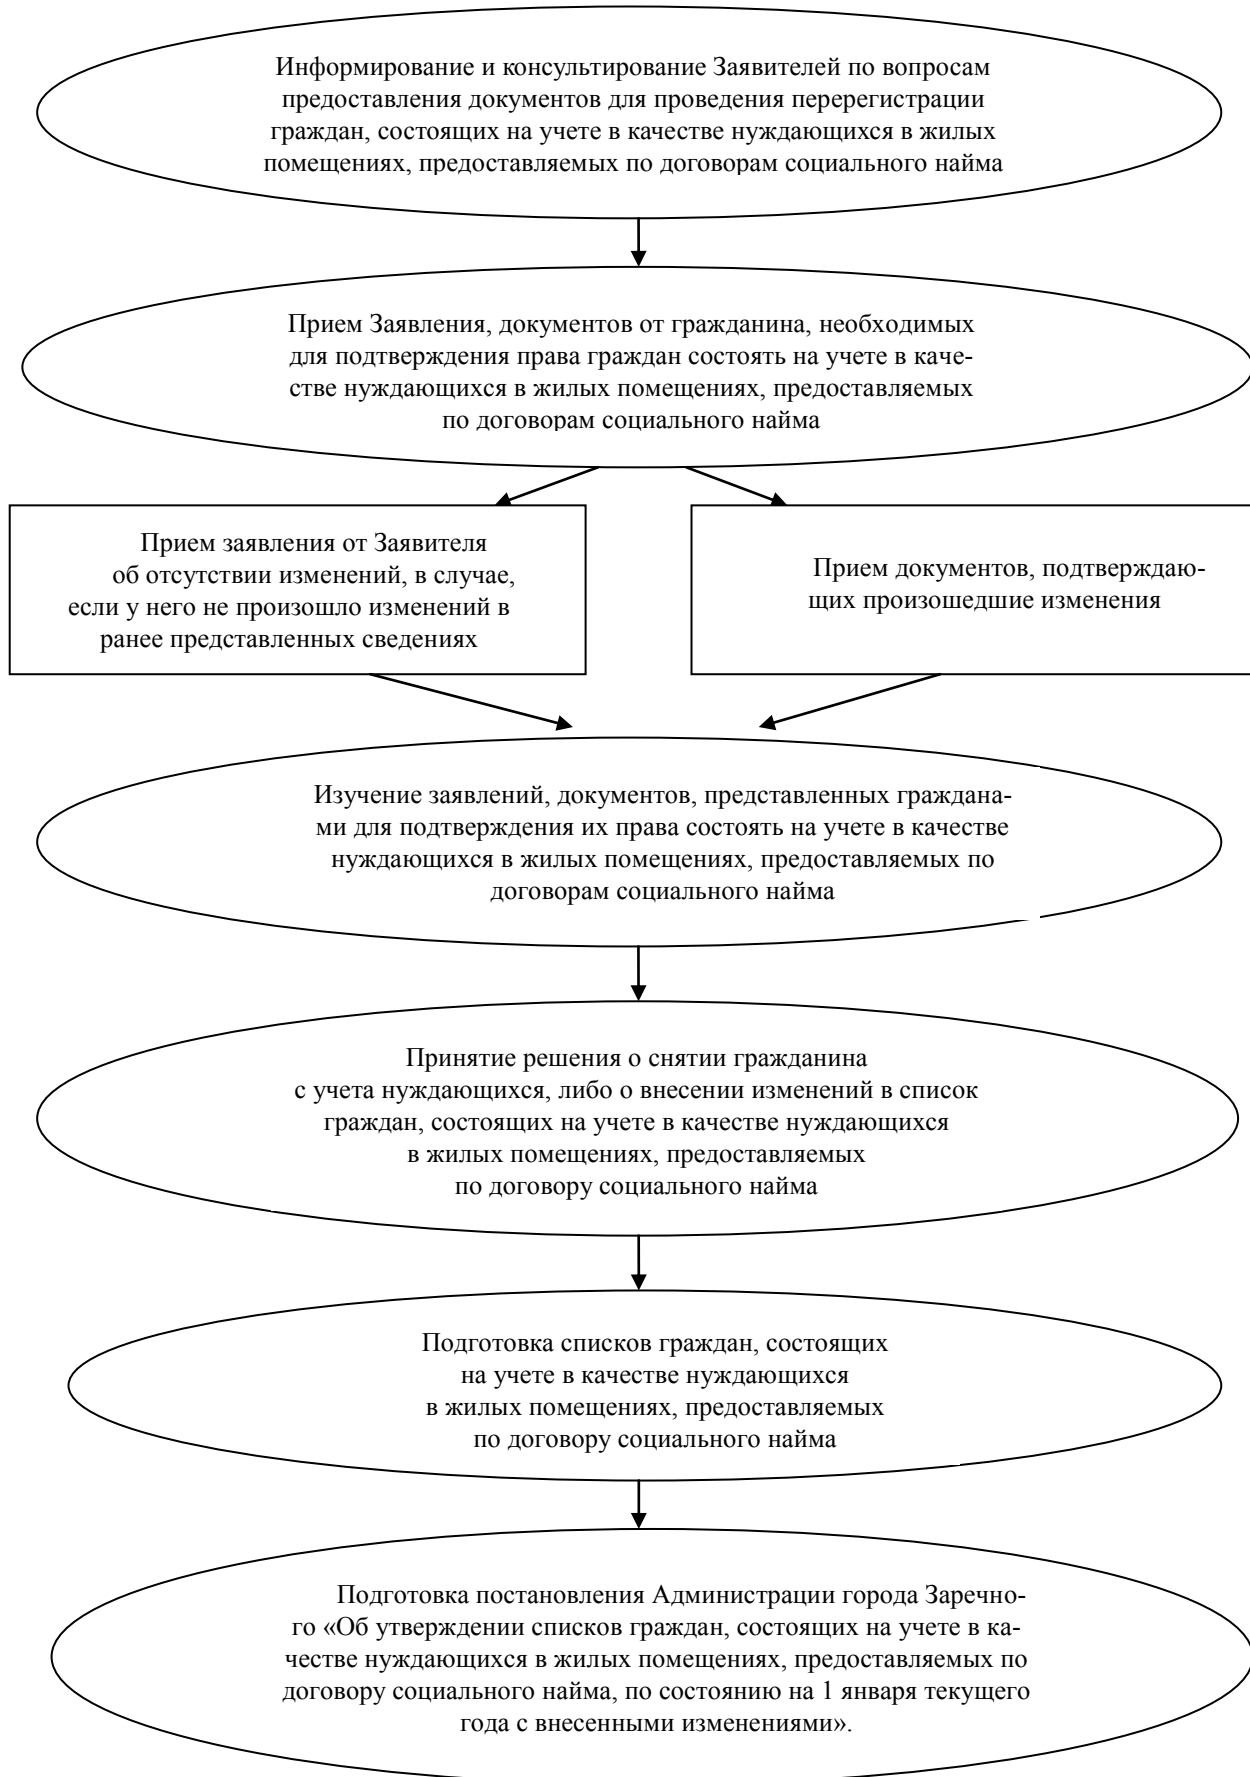 Информирование и консультирование Заявителей по вопросам
предоставления документов для проведения перерегистрации
граждан, состоящих на учете в качестве нуждающихся в жилых
помещениях, предоставляемых по договорам социального найма
Прием Заявления, документов от гражданина, необходимых
для подтверждения права граждан состоять на учете в каче-
стве нуждающихся в жилых помещениях, предоставляемых
по договорам социального найма
Прием заявления от Заявителя
об отсутствии изменений, в случае,
если у него не произошло изменений в
ранее представленных сведениях
Прием документов, подтверждаю-
щих произошедшие изменения
Изучение заявлений, документов, представленных граждана-
ми для подтверждения их права состоять на учете в качестве
нуждающихся в жилых помещениях, предоставляемых по
договорам социального найма
Принятие решения о снятии гражданина
с учета нуждающихся, либо о внесении изменений в список
граждан, состоящих на учете в качестве нуждающихся
в жилых помещениях, предоставляемых
по договору социального найма
Подготовка списков граждан, состоящих
на учете в качестве нуждающихся
в жилых помещениях, предоставляемых
по договору социального найма
Подготовка постановления Администрации города Заречно-
го «Об утверждении списков граждан, состоящих на учете в ка-
честве нуждающихся в жилых помещениях, предоставляемых по
договору социального найма, по состоянию на 1 января текущего
года с внесенными изменениями».